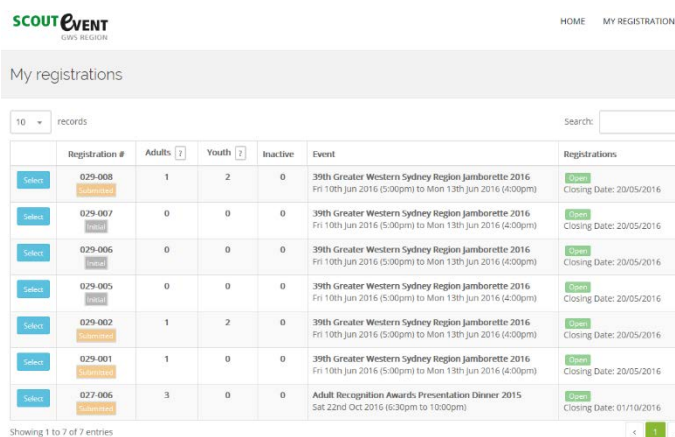 SCOUT eVENT
GWS REGION
HOME MY REGISTRATION
My registrations
10 records Search:
Registration # Adults ? Youth ? Inactive Event Registrations
Select 029-008 1 2 0 39th Greater Western Sydney Region Jamborette 2016 Open
Submitted Fri 10th Jun 2016 (5:00pm) to Mon 13th Jun 2016 (4:00pm) Closing Date: 20/05/2016
Select 029-007 0 0 0 39th Greater Western Sydney Region Jamborette 2016 Open
Initial Fri 10th Jun 2016 (5:00pm) to Mon 13th Jun 2016 (4:00pm) Closing Date: 20/05/2016
Select 029-006 0 0 0 39th Greater Western Sydney Region Jamborette 2016 Open
Initial Fri 10th Jun 2016 (5:00pm) to Mon 13th Jun 2016 (4:00pm) Closing Date: 20/05/2016
Select 029-005 0 0 0 39th Greater Western Sydney Region Jamborette 2016 Open
Initial Fri 10th Jun 2016 (5:00pm) to Mon 13th Jun 2016 (4:00pm) Closing Date: 20/05/2016
Select 029-002 1 2 0 39th Greater Western Sydney Region Jamborette 2016 Open
Submitted Fri 10th Jun 2016 (5:00pm) to Mon 13th Jun 2016 (4:00pm) Closing Date: 20/05/2016
Select 029-001 1 0 0 39th Greater Western Sydney Region Jamborette 2016 Open
Submitted Fri 10th Jun 2016 (5:00pm) to Mon 13th Jun 2016 (4:00pm) Closing Date: 20/05/2016
Select 027-006 3 0 0 Adult Recognition Awards Presentation Dinner 2015 Open
Submitted Sat 22nd Oct 2016 (6:30pm to 10:00pm) Closing Date: 01/10/2016
Showing 1 to 7 of 7 entries < 1